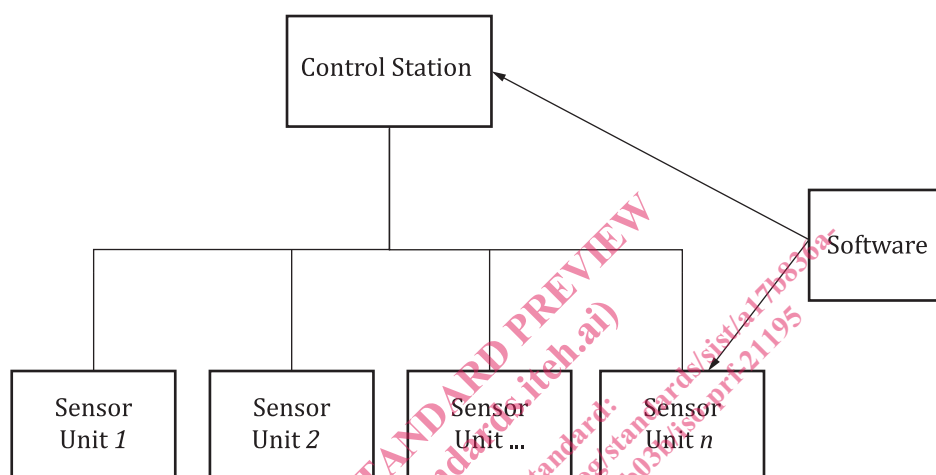 Control Station
Software
Sensor
Unit 1
Sensor
Unit 2
Sensor
Unit ...
Sensor
Unit n
STANDARD PREVIEW